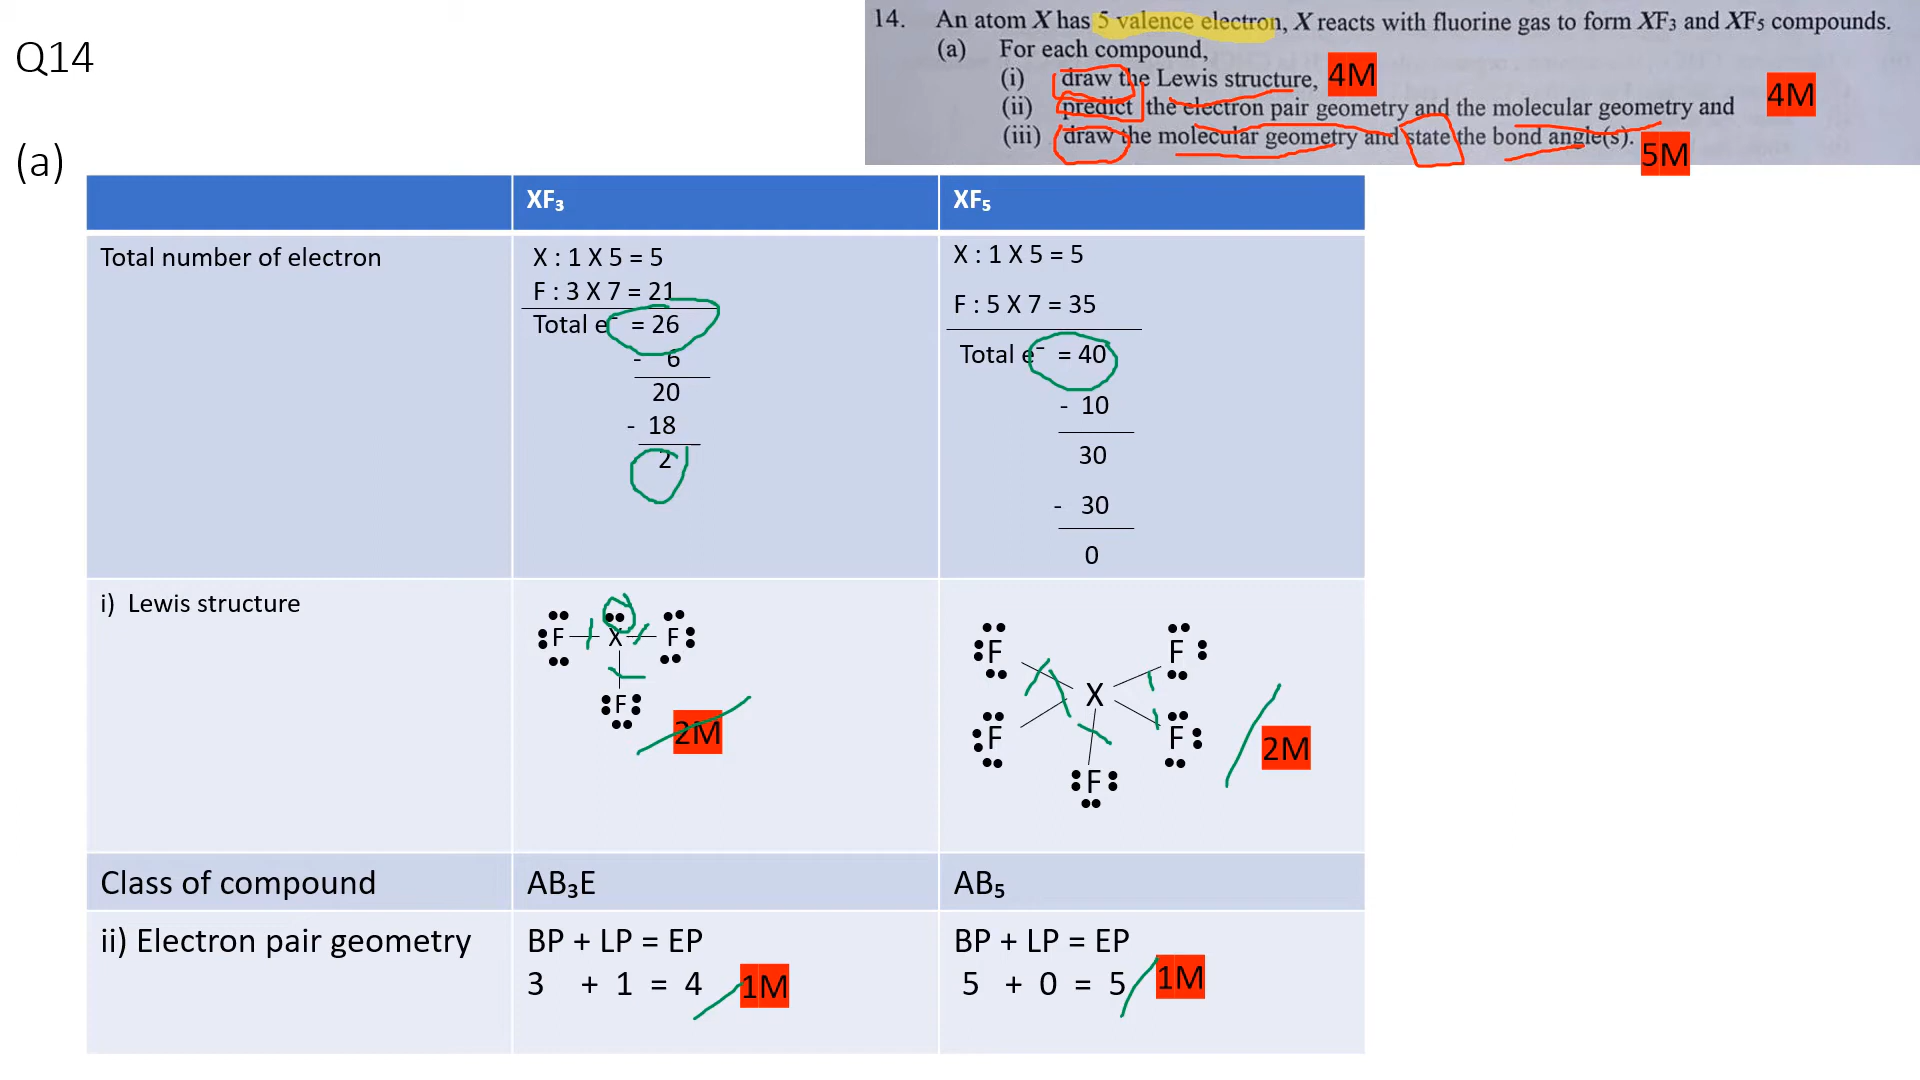 Q14
14. An atom X has 5 valence electron, X reacts with fluorine gas to form XF₃ and XF₅ compounds.
(a) For each compound,
(i) draw the Lewis structure, 4M
(ii) predict the electron pair geometry and the molecular geometry and 4M
(iii) draw the molecular geometry and state the bond angle(s). 5M
(a)
XF₃ XF₅
Total number of electron
X : 1 X 5 = 5
F : 3 X 7 = 21
Total e⁻ = 26
- 6
20
- 18
2
X : 1 X 5 = 5
F : 5 X 7 = 35
Total e⁻ = 40
- 10
30
- 30
0
i) Lewis structure
F X F
F
2M
F F
X
F F
F
2M
Class of compound AB₃E AB₅
ii) Electron pair geometry
BP + LP = EP
3 + 1 = 4 1M
BP + LP = EP
5 + 0 = 5 1M